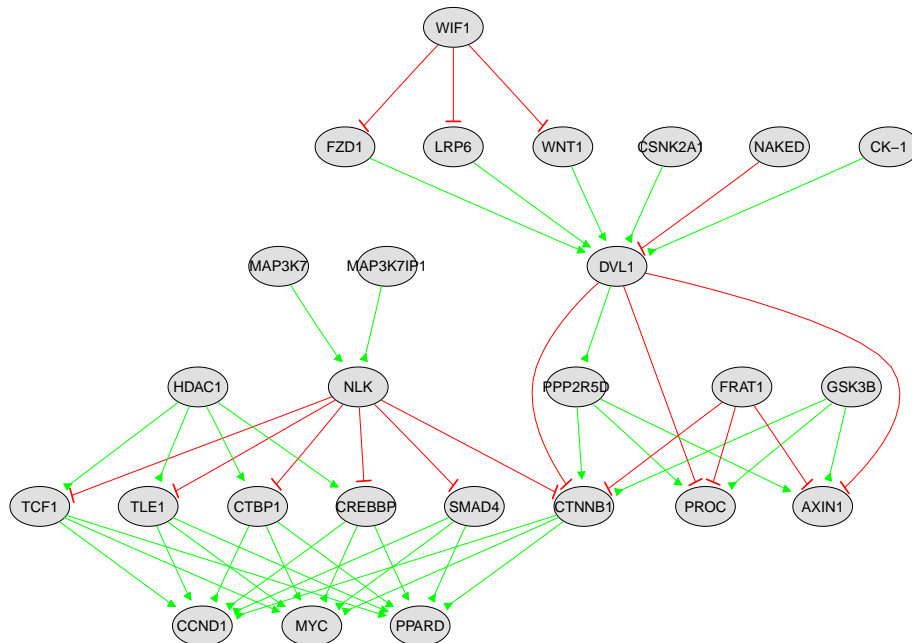 WIF1
FZD1 LRP6 WNT1 CSNK2A1 NAKED CK−1
MAP3K7 MAP3K7IP1 DVL1
HDAC1 NLK PPP2R5D FRAT1 GSK3B
TCF1 TLE1 CTBP1 CREBBP SMAD4 CTNNB1 PROC AXIN1
CCND1 MYC PPARD